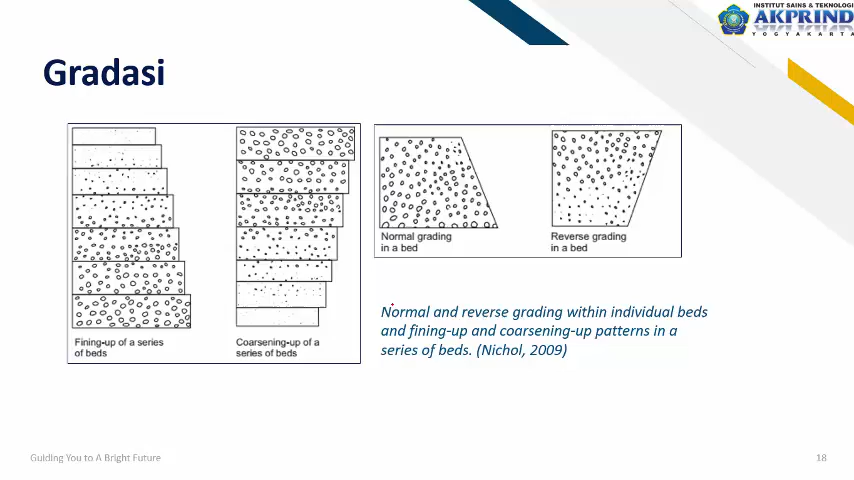 INSTITUT SAINS & TEKNOLOGI
AKPRIND
YOGYAKARTA
Gradasi
Fining-up of a series
of beds
Coarsening-up of a
series of beds
Normal grading
in a bed
Reverse grading
in a bed
Normal and reverse grading within individual beds
and fining-up and coarsening-up patterns in a
series of beds. (Nichol, 2009)
Guiding You to A Bright Future
18